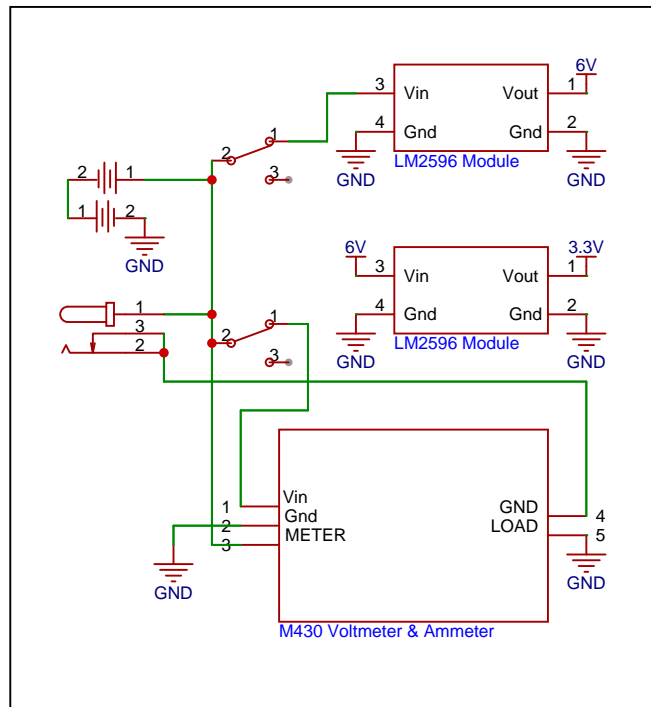 6V
3 Vin Vout 1
4 Gnd Gnd 2
GND GND
LM2596 Module
1
2
3
2 1
1 2
GND
6V 3.3V
3 Vin Vout 1
4 Gnd Gnd 2
GND GND
LM2596 Module
1
3
2
1
2
3
1 Vin
2 Gnd
3 METER
GND 4
LOAD 5
GND
GND
M430 Voltmeter & Ammeter